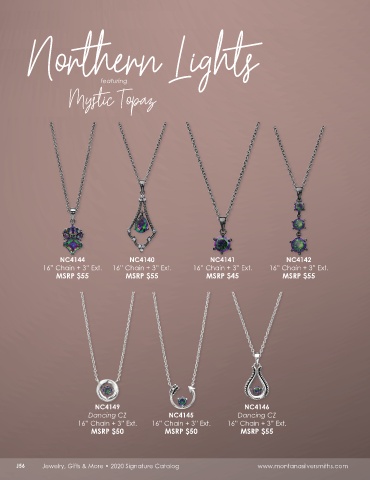 Northern Lights
featuring
Mystic Topaz
NC4144
16" Chain + 3" Ext.
MSRP $55
NC4140
16" Chain + 3" Ext.
MSRP $55
NC4141
16" Chain + 3" Ext.
MSRP $45
NC4142
16" Chain + 3" Ext.
MSRP $55
NC4149
Dancing CZ
16" Chain + 3" Ext.
MSRP $50
NC4145
16" Chain + 3" Ext.
MSRP $50
NC4146
Dancing CZ
16" Chain + 3" Ext.
MSRP $55
Jewelry, Gifts & More • 2020 Signature Catalog
www.montanasilversmiths.com